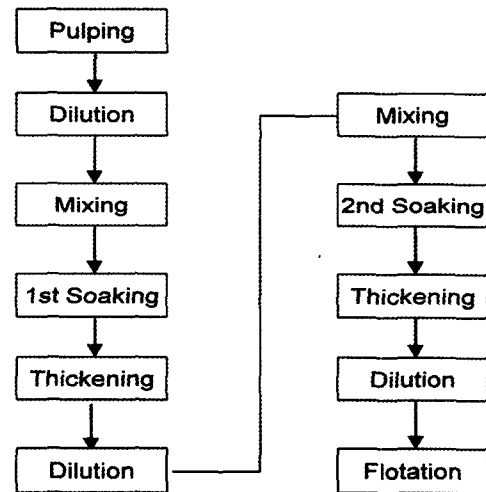 Pulping
Dilution
Mixing
1st Soaking
Thickening
Dilution
Mixing
2nd Soaking
Thickening
Dilution
Flotation